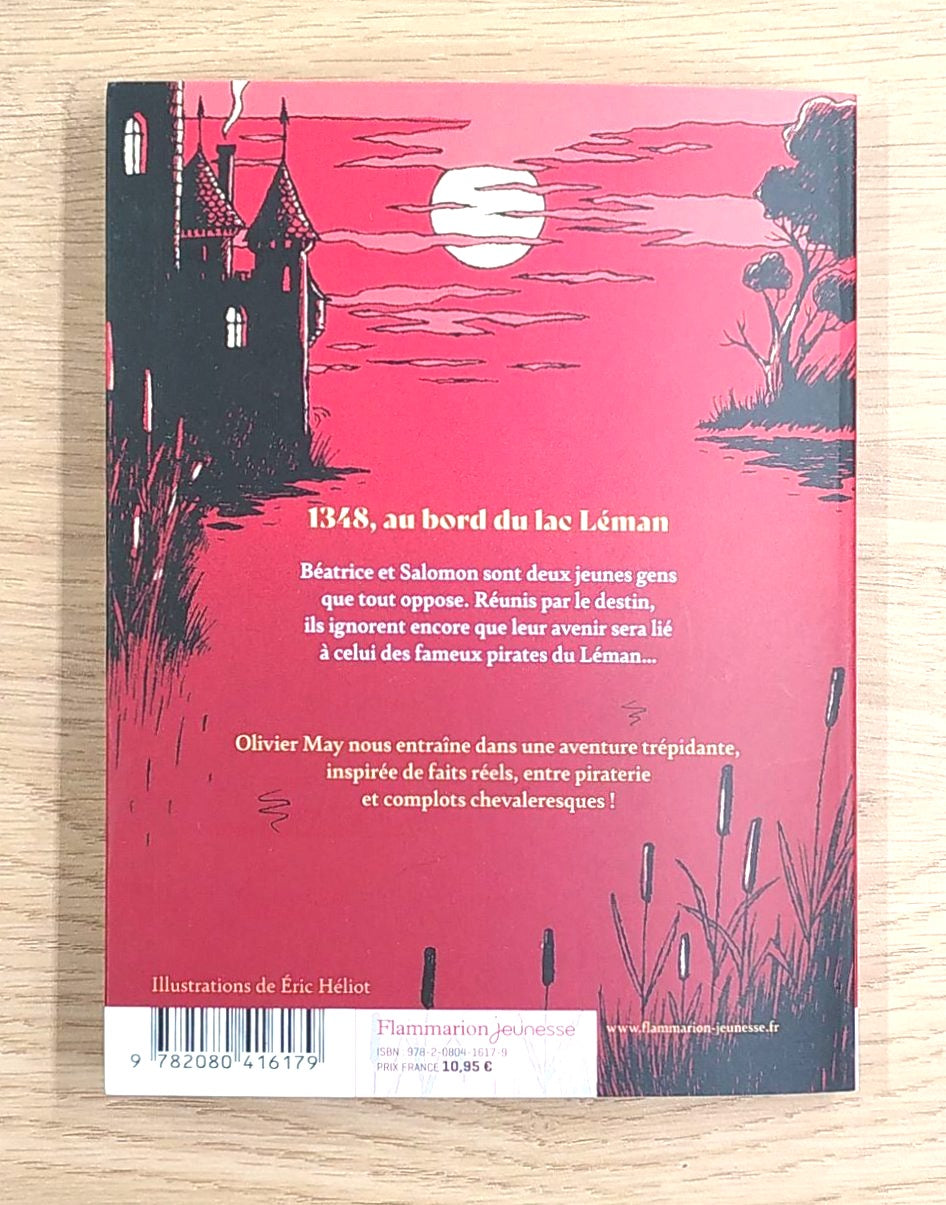 1348, au bord du lac Léman
Béatrice et Salomon sont deux jeunes gens
que tout oppose. Réunis par le destin,
ils ignorent encore que leur avenir sera lié
à celui des fameux pirates du Léman...
Olivier May nous entraîne dans une aventure trépidante,
inspirée de faits réels, entre piraterie
et complots chevaleresques !
Illustrations de Éric Héliot
9 782080 416179
Flammarion jeunesse
ISBN : 978-2-0804-1617-9
PRIX FRANCE 10,95 €
www.flammarion-jeunesse.fr